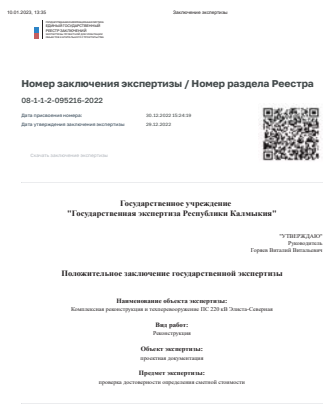 10.01.2023, 13:35 Заключение экспертизы
ЕДИНЫЙ ГОСУДАРСТВЕННЫЙ
РЕЕСТР ЗАКЛЮЧЕНИЙ
Номер заключения экспертизы / Номер раздела Реестра
08-1-1-2-095216-2022
Дата присвоения номера: 30.12.2022 15:04:39
Дата утверждения заключения экспертизы 29.12.2022
Скачать заключение экспертизы
Государственное учреждение
"Государственная экспертиза Республики Калмыкия"
"УТВЕРЖДАЮ"
Руководитель
Горяев Виталий Витальевич
Положительное заключение государственной экспертизы
Наименование объекта экспертизы:
Комплексная реконструкция и техперевооружение ПС 220 кВ Элиста-Северная
Вид работ:
Реконструкция
Объект экспертизы:
проектная документация
Предмет экспертизы:
проверка достоверности определения сметной стоимости